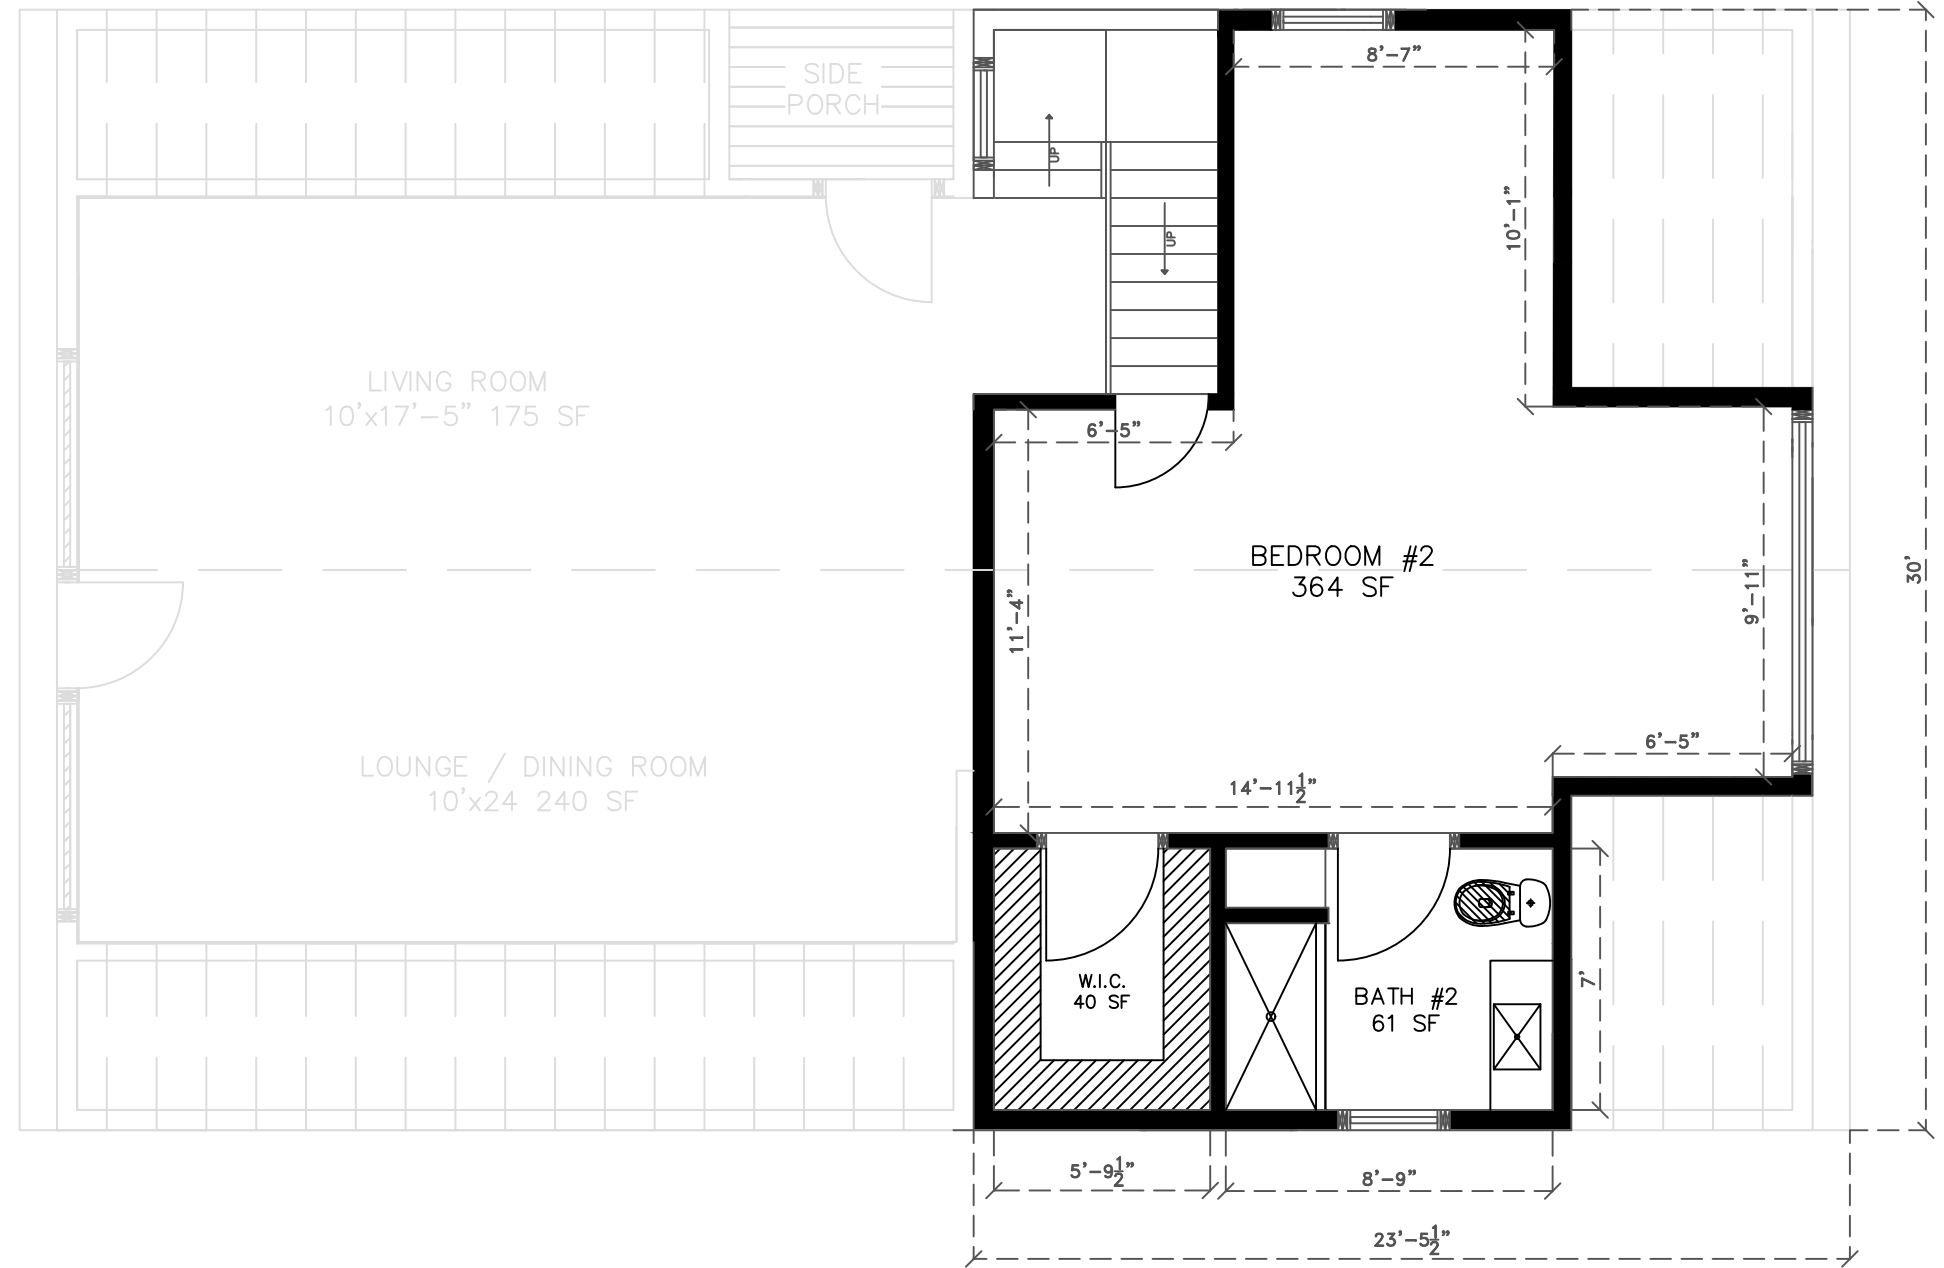 SIDE
PORCH
8'-7"
UP
UP
10'-1"
LIVING ROOM
10'x17'-5" 175 SF
6'-5"
BEDROOM #2
364 SF
30'
11'-4"
9'-11"
6'-5"
LOUNGE / DINING ROOM
10'x24 240 SF
14'-11½"
W.I.C.
40 SF
BATH #2
61 SF
7'
5'-9½"
8'-9"
23'-5½"